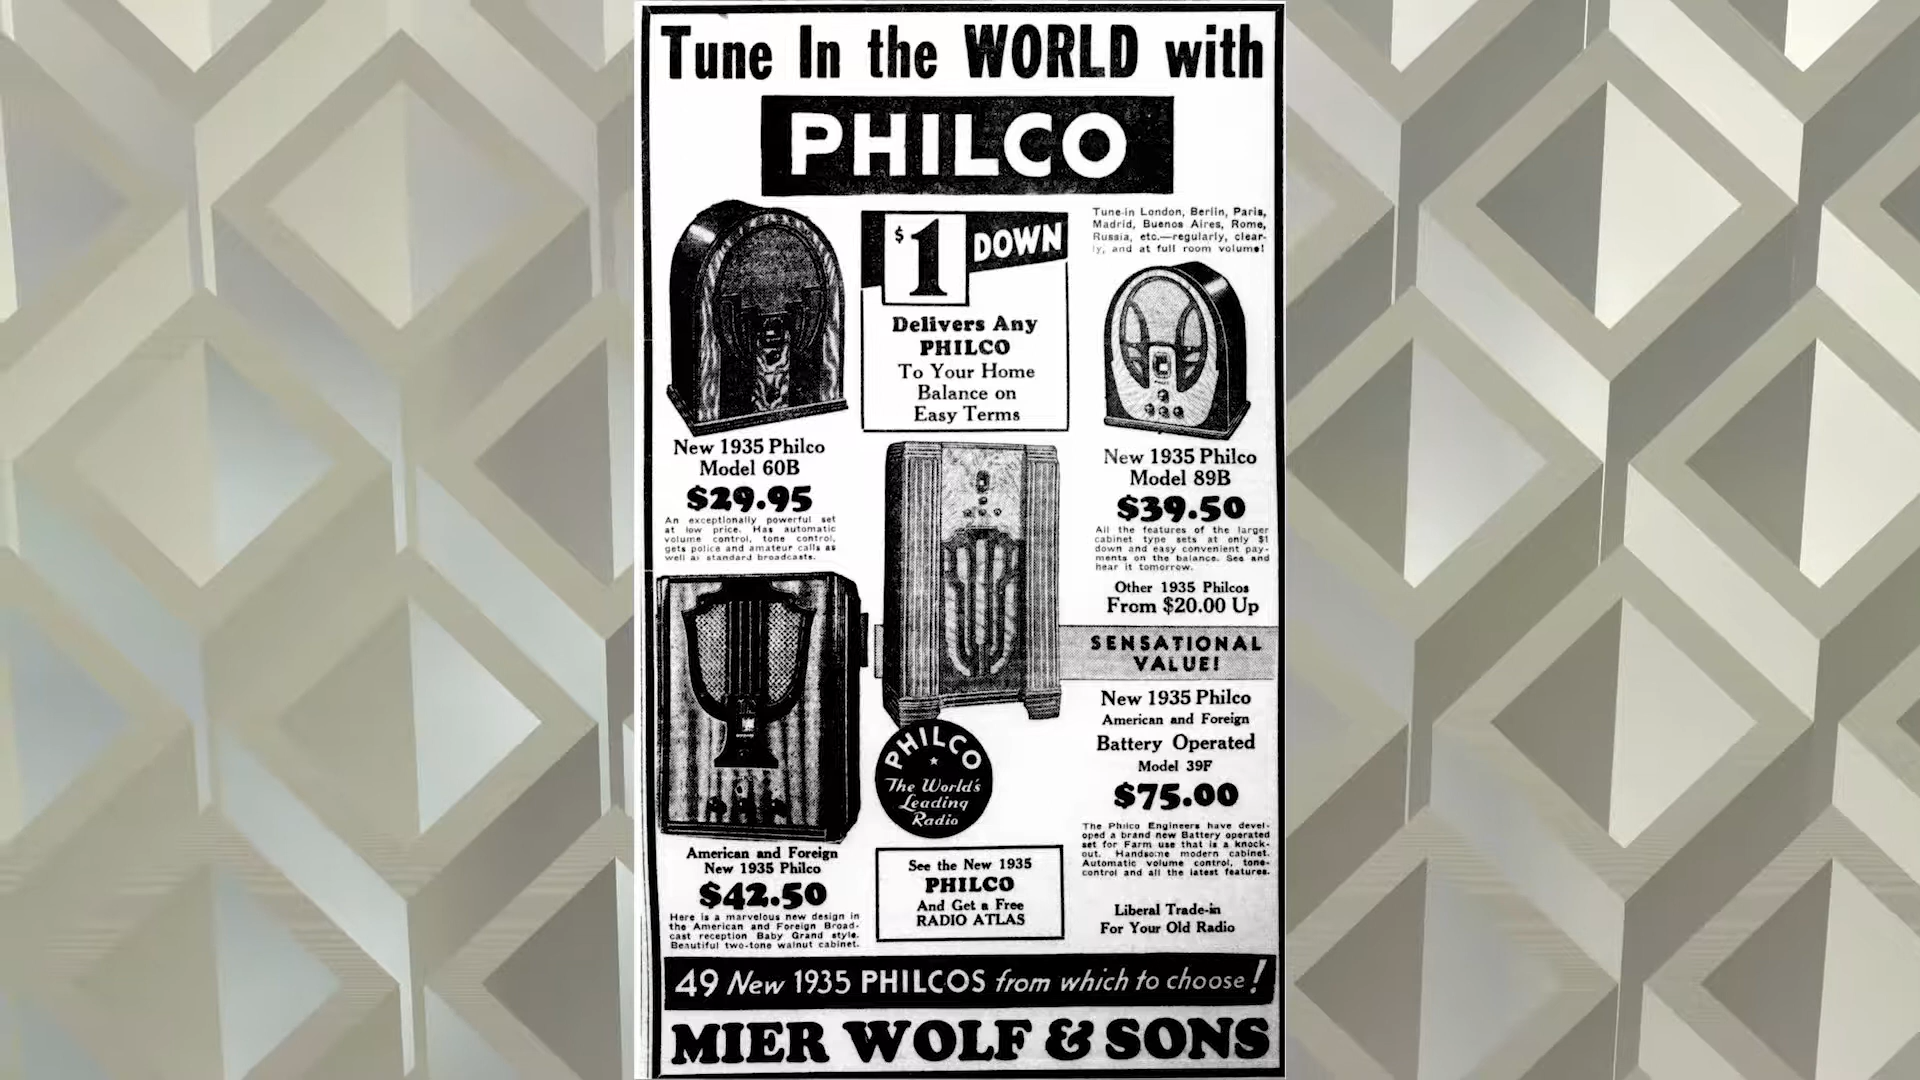 Tune In the WORLD with
PHILCO
$1 DOWN
Delivers Any
PHILCO
To Your Home
Balance on
Easy Terms
Tune-in London, Berlin, Paris,
Madrid, Buenos Aires, Rome,
Russia, etc.—regularly, clear-
ly, and at full room volume!
New 1935 Philco
Model 60B
$29.95
An exceptionally powerful set
at low price. Has automatic
volume control, tone control,
gets police and amateur calls as
well as standard broadcasts.
New 1935 Philco
Model 89B
$39.50
All the features of the larger
cabinet type sets at only $1
down and easy convenient pay-
ments on the balance. See and
hear it tomorrow.
Other 1935 Philcos
From $20.00 Up
SENSATIONAL
VALUE!
New 1935 Philco
American and Foreign
Battery Operated
Model 39F
$75.00
The Philco Engineers have devel-
oped a brand new Battery operated
set for Farm use that is a knock-
out. Handsome modern cabinet.
Automatic volume control, tone-
control and all the latest features.
Liberal Trade-in
For Your Old Radio
PHILCO
The World's
Leading
Radio
American and Foreign
New 1935 Philco
$42.50
Here is a marvelous new design in
the American and Foreign Broad-
cast reception Baby Grand style.
Beautiful two-tone walnut cabinet.
See the New 1935
PHILCO
And Get a Free
RADIO ATLAS
49 New 1935 PHILCOS from which to choose!
MIER WOLF & SONS